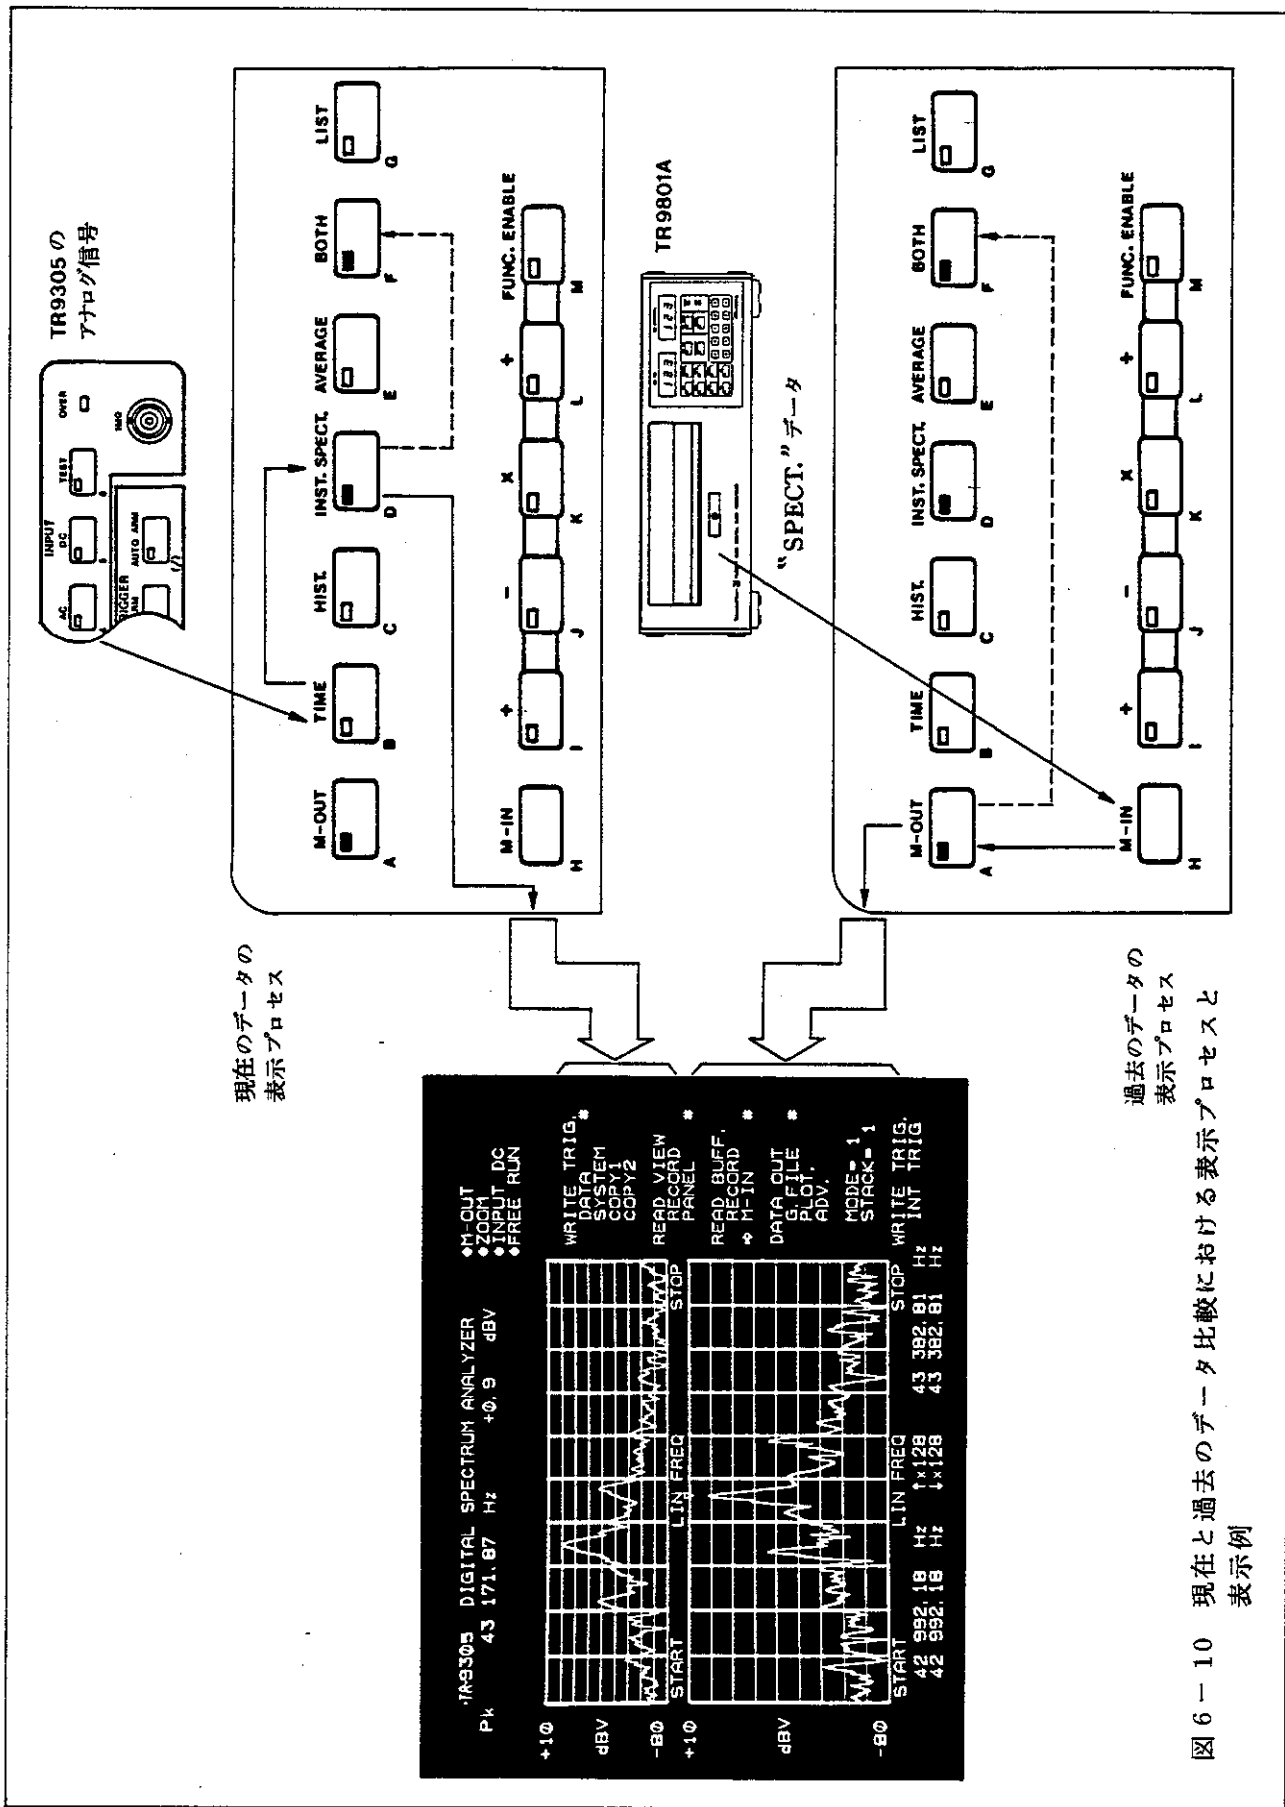 TR9305の
アナログ信号
INPUT
AC
DC
TEST
OVER
ARM
AUTO ARM
現在のデータの
表示プロセス
M-OUT
TIME
HIST.
INST. SPECT.
AVERAGE
BOTH
LIST
A
B
C
D
E
F
G
M-IN
+
−
×
÷
FUNC. ENABLE
H
I
J
K
L
M
TR9801A
“SPECT.”データ
過去のデータの
表示プロセス
M-OUT
TIME
HIST.
INST. SPECT.
AVERAGE
BOTH
LIST
A
B
C
D
E
F
G
M-IN
+
−
×
÷
FUNC. ENABLE
H
I
J
K
L
M
TR9305 DIGITAL SPECTRUM ANALYZER
Pk 43 171.87 Hz +0.9 dBV
◆M-OUT
◆ZOOM
◆INPUT DC
◆FREE RUN
+10
dBV
-80
START LIN FREQ STOP
+10
dBV
-80
START LIN FREQ STOP
42 992.18 Hz ↑×128 43 382.81 Hz
42 992.18 Hz ↓×128 43 382.81 Hz
WRITE TRIG.
DATA *
SYSTEM
COPY1
COPY2
READ VIEW
RECORD
PANEL *
READ BUFF.
RECORD
→ M-IN *
DATA OUT
G.FILE *
PLOT.
ADV.
MODE= 1
STACK= 1
WRITE TRIG.
INT TRIG
図6－10 現在と過去のデータ比較における表示プロセスと
表示例